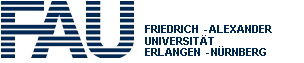 FAU
FRIEDRICH -ALEXANDER
UNIVERSITÄT
ERLANGEN -NÜRNBERG